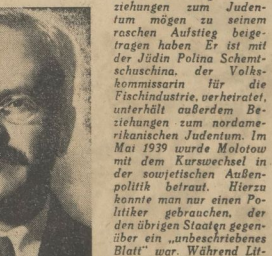 ziehungen zum Juden-
tum mögen zu seinem
raschen Aufstieg beige-
tragen haben Er ist mit
der Jüdin Polina Schemt-
schuschina, der Volks-
kommissarin für die
Fischindustrie, verheiratet,
unterhält außerdem Be-
ziehungen zum nordame-
rikanischen Judentum. Im
Mai 1939 wurde Molotow
mit dem Kurswechsel in
der sowjetischen Außen-
politik betraut. Hierzu
konnte man nur einen Po-
litiker gebrauchen, der
den übrigen Staaten gegen-
über ein „unbeschriebenes
Blatt" war. Während Lit-